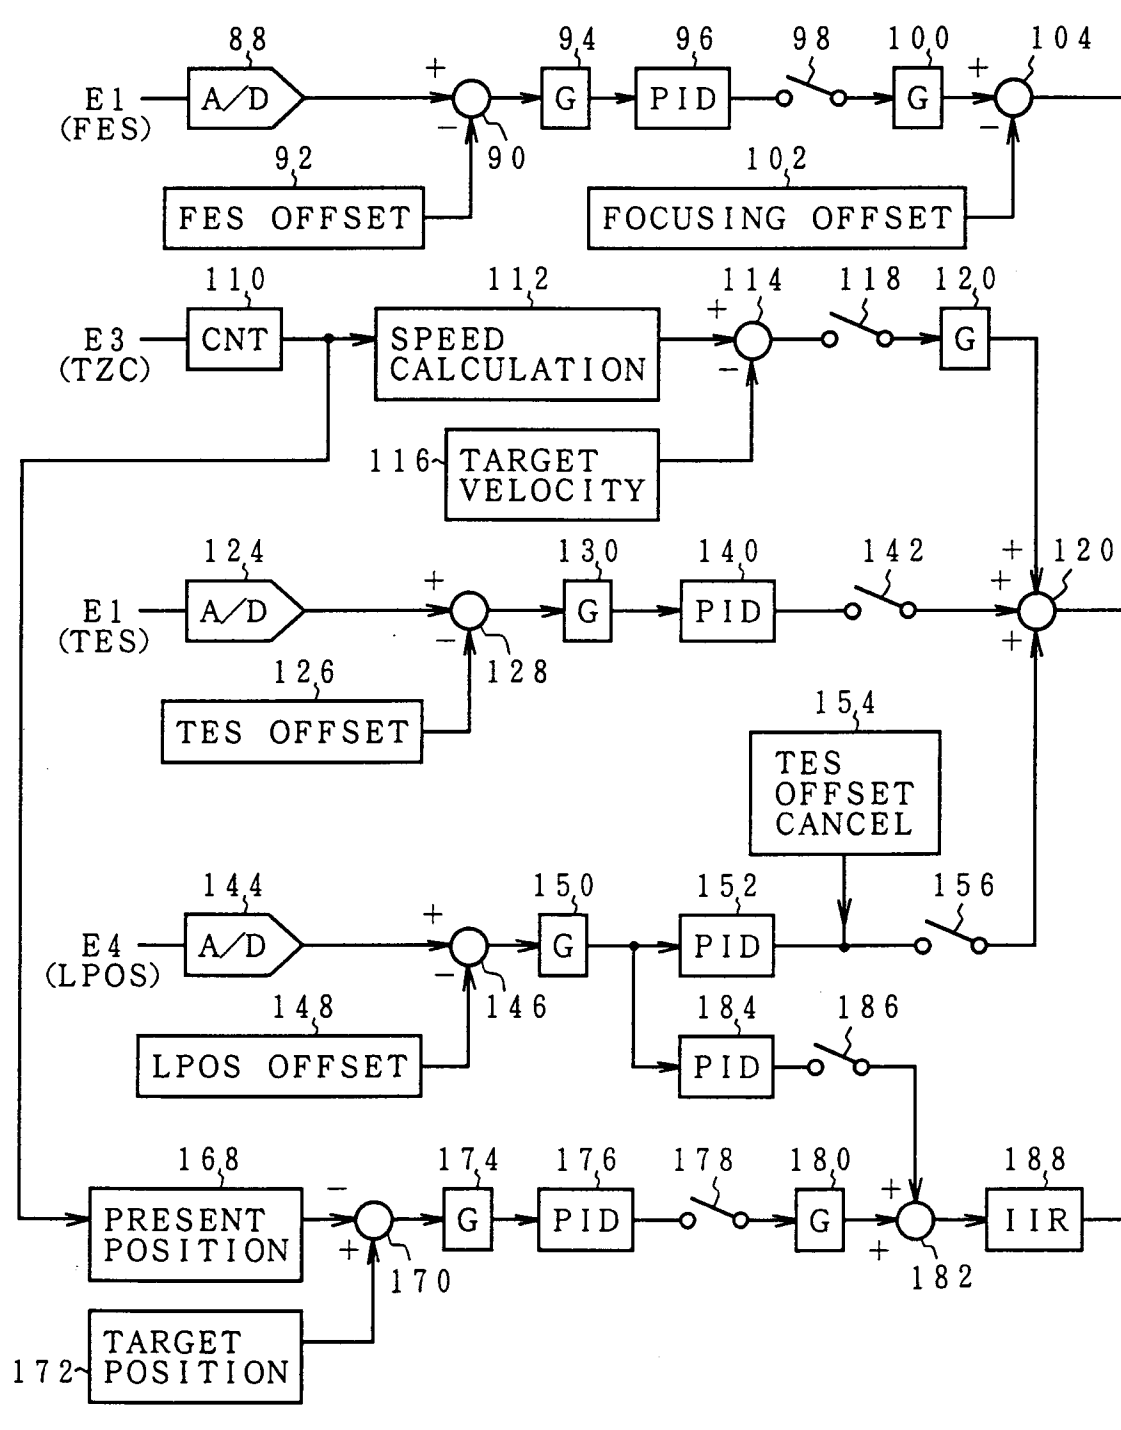 88 94 96 98 100 104
E1 (FES)
A/D
+
−
90
G
PID
G
+
−
92
FES OFFSET
102
FOCUSING OFFSET
110 112 114 118 120
E3 (TZC)
CNT
SPEED
CALCULATION
+
−
G
116
TARGET
VELOCITY
124 130 140 142 120
E1 (TES)
A/D
+
−
128
G
PID
+
+
+
126
TES OFFSET
154
TES
OFFSET
CANCEL
144 150 152 156
E4 (LPOS)
A/D
+
−
146
G
PID
148
LPOS OFFSET
184 186
PID
168 174 176 178 180 188
PRESENT
POSITION
−
+
170
G
PID
G
+
+
182
IIR
172
TARGET
POSITION